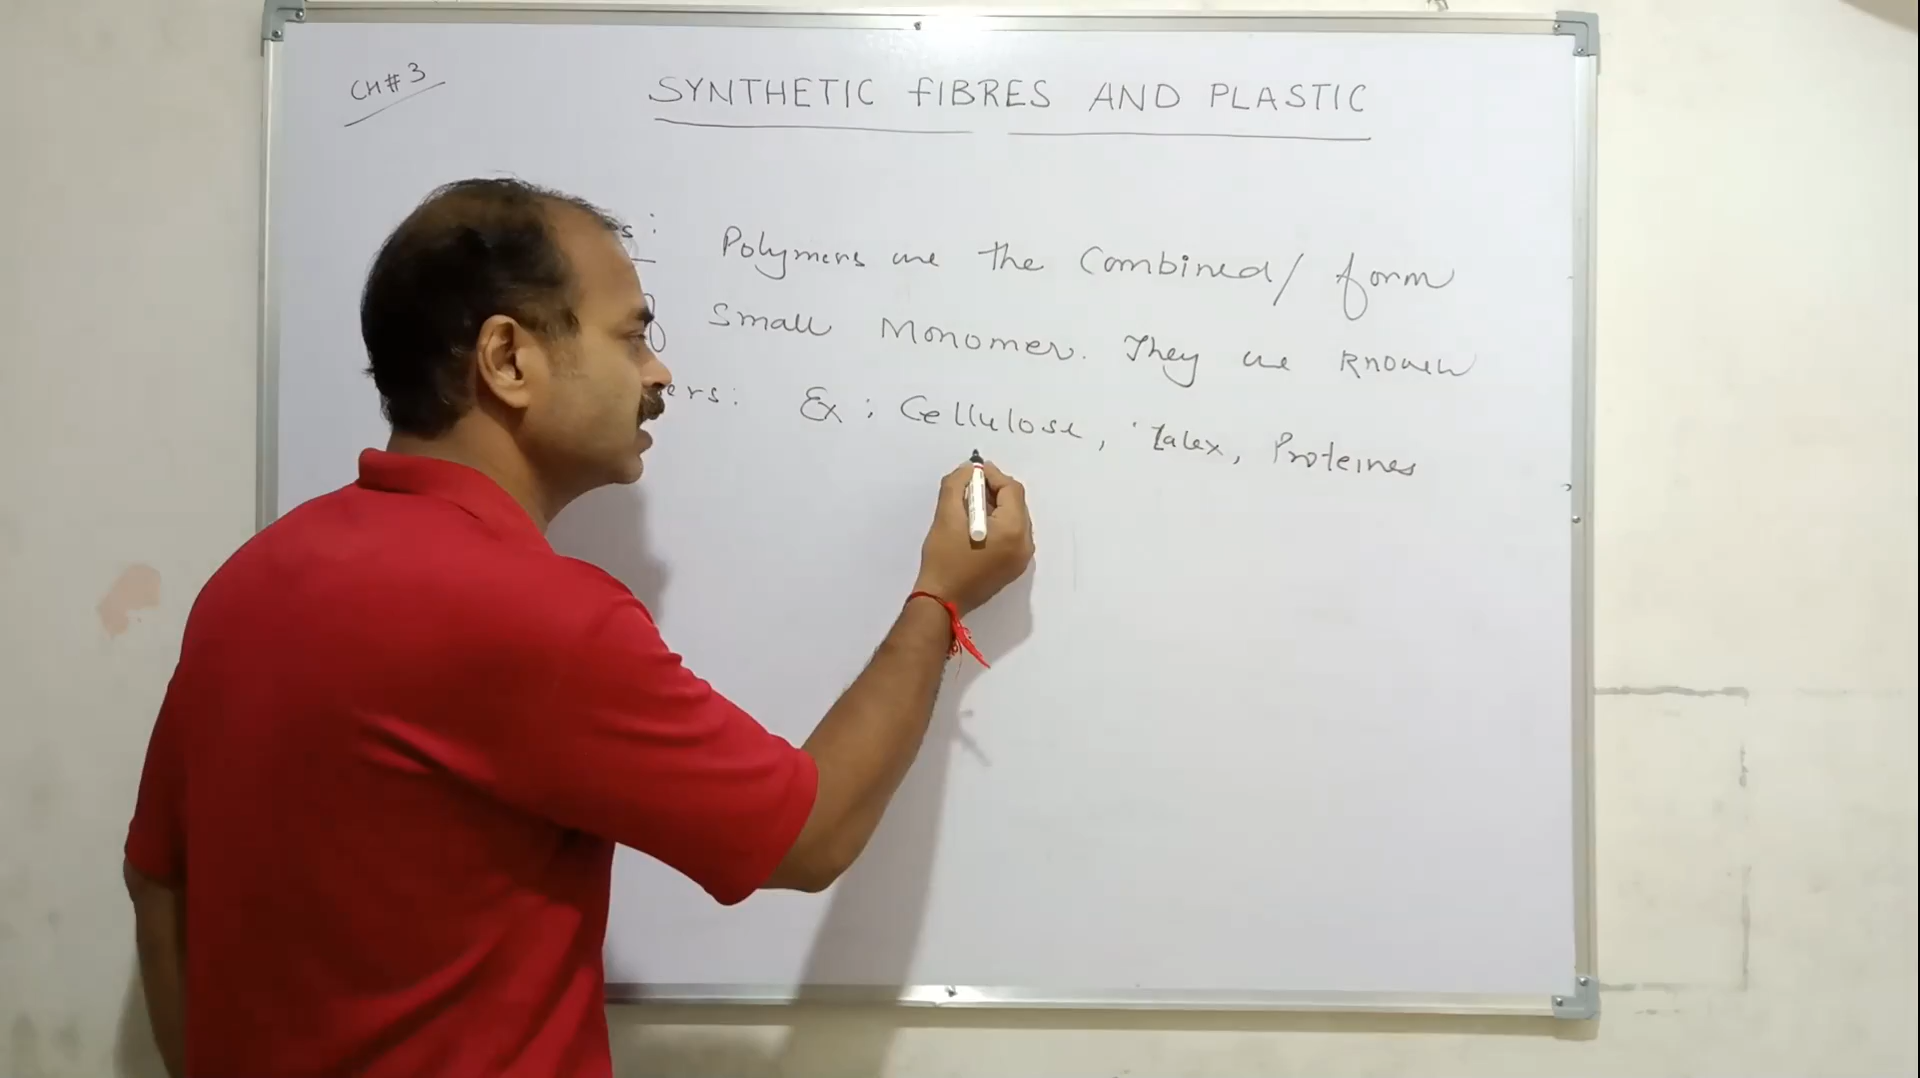 CH#3
SYNTHETIC FIBRES AND PLASTIC
s: Polymers are the Combined/ form
Small Monomer. They are known
ers: Ex: Cellulose, Latex, Proteines